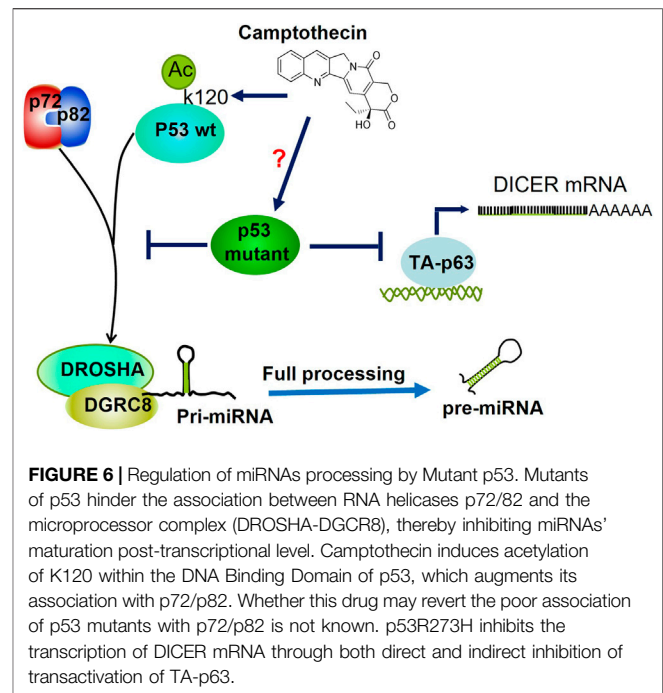 Camptothecin
N
N
O
O
O
HO
Ac
k120
p72
p82
P53 wt
?
DICER mRNA
AAAAAA
p53
mutant
TA-p63
DROSHA
DGRC8
Pri-miRNA
Full processing
pre-miRNA
FIGURE 6 | Regulation of miRNAs processing by Mutant p53. Mutants
of p53 hinder the association between RNA helicases p72/82 and the
microprocessor complex (DROSHA-DGCR8), thereby inhibiting miRNAs’
maturation post-transcriptional level. Camptothecin induces acetylation
of K120 within the DNA Binding Domain of p53, which augments its
association with p72/p82. Whether this drug may revert the poor association
of p53 mutants with p72/p82 is not known. p53R273H inhibits the
transcription of DICER mRNA through both direct and indirect inhibition of
transactivation of TA-p63.